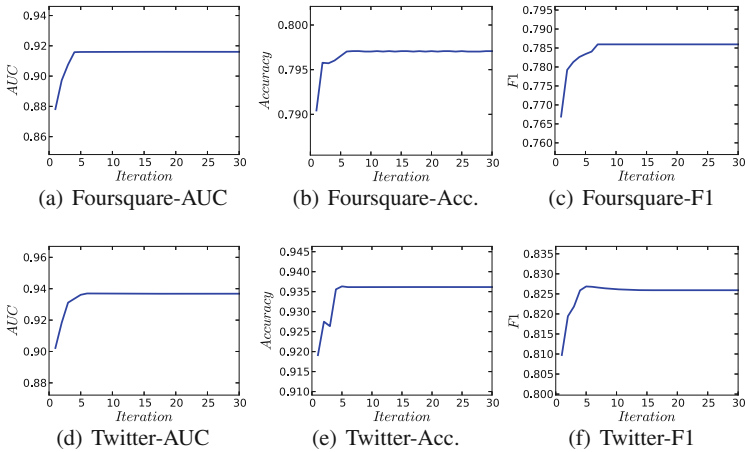 0.94
0.92
0.90
0.88
0.86
AUC
0 5 10 15 20 25 30
Iteration
(a) Foursquare-AUC
0.800
0.795
0.790
Accuracy
0 5 10 15 20 25 30
Iteration
(b) Foursquare-Acc.
0.795
0.790
0.785
0.780
0.775
0.770
0.765
0.760
F1
0 5 10 15 20 25 30
Iteration
(c) Foursquare-F1
0.96
0.94
0.92
0.90
0.88
AUC
0 5 10 15 20 25 30
Iteration
(d) Twitter-AUC
0.945
0.940
0.935
0.930
0.925
0.920
0.915
0.910
Accuracy
0 5 10 15 20 25 30
Iteration
(e) Twitter-Acc.
0.835
0.830
0.825
0.820
0.815
0.810
0.805
0.800
F1
0 5 10 15 20 25 30
Iteration
(f) Twitter-F1